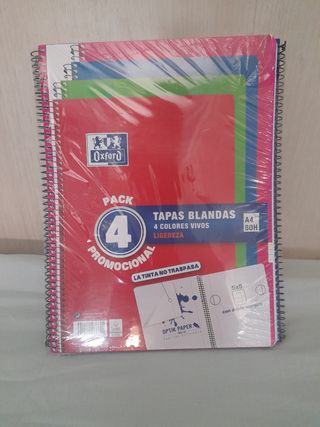 Oxford
PACK
4
PROMOCIONAL
TAPAS BLANDAS
4 COLORES VIVOS
LIGEREZA
A4
80H
LA TINTA NO TRASPASA
5x5
OPTIK PAPER